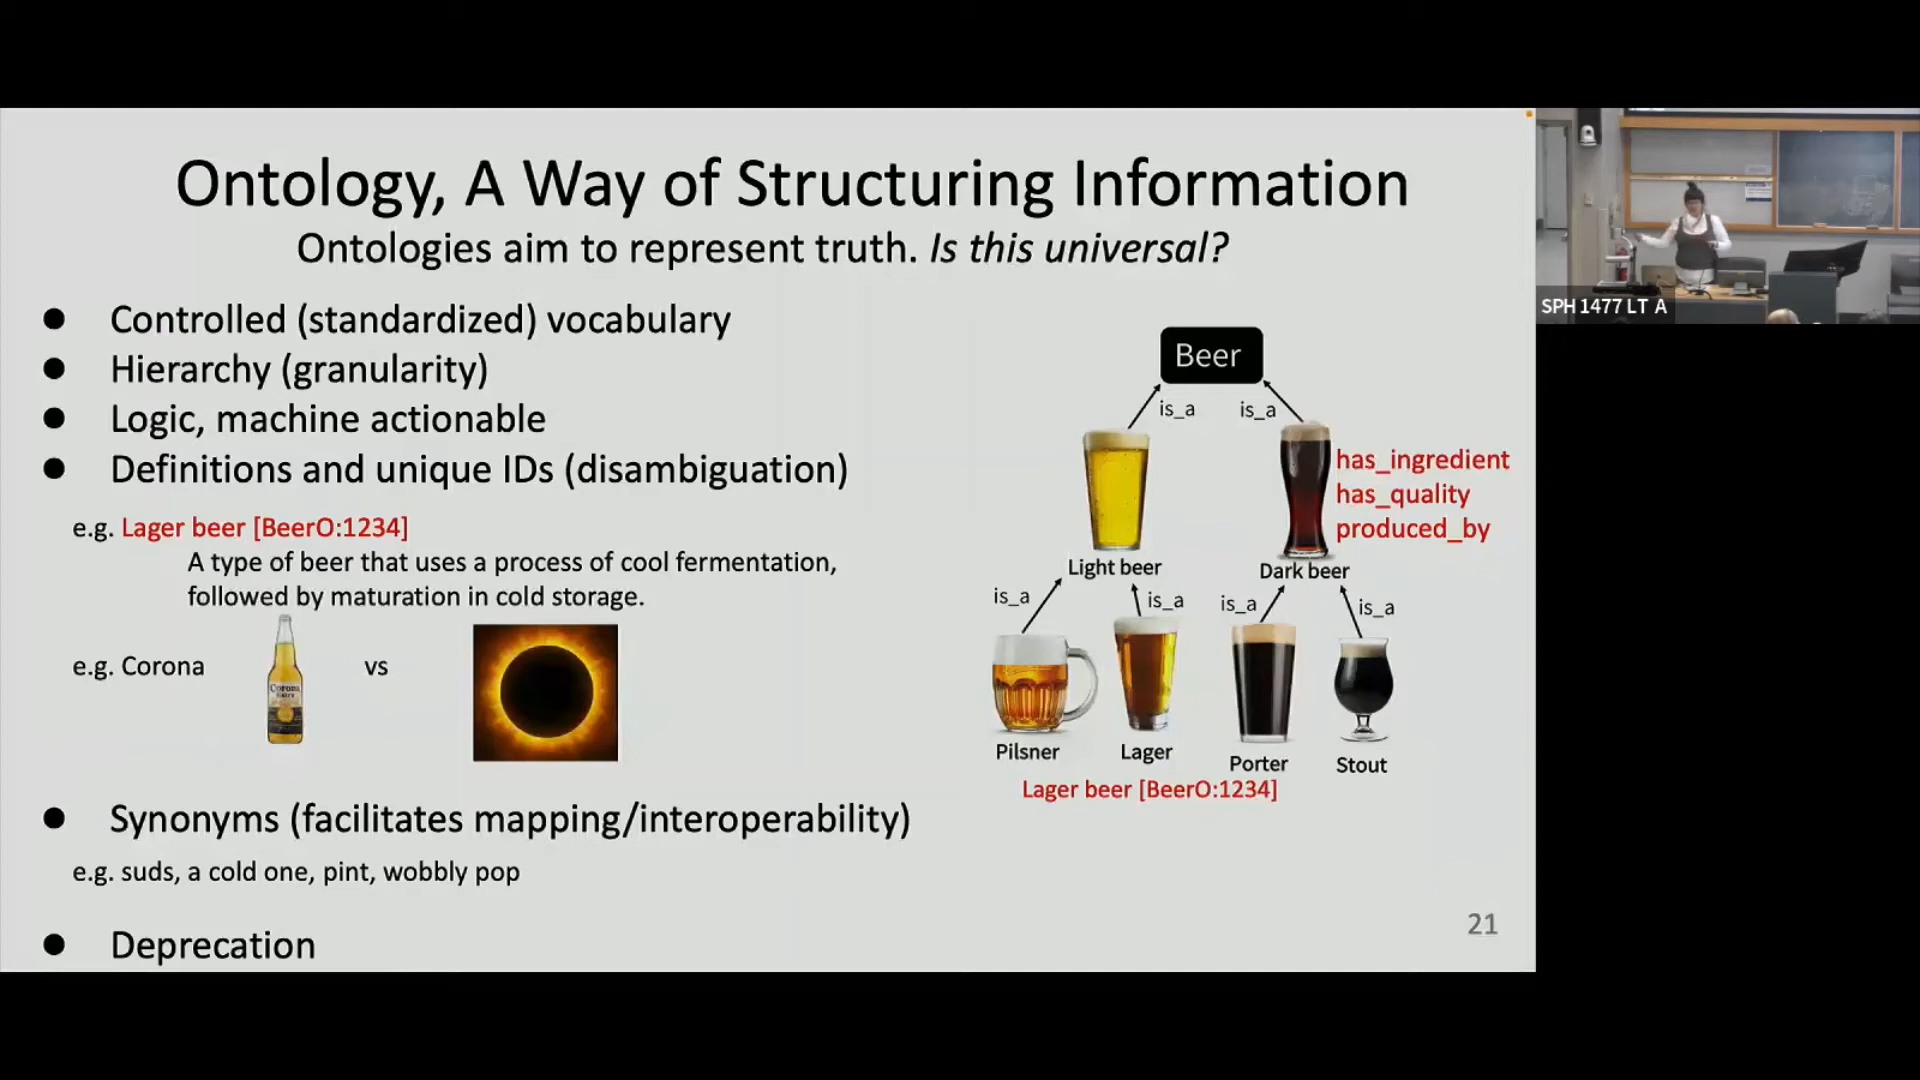 Ontology, A Way of Structuring Information
Ontologies aim to represent truth. Is this universal?
● Controlled (standardized) vocabulary
● Hierarchy (granularity)
● Logic, machine actionable
● Definitions and unique IDs (disambiguation)
e.g. Lager beer [BeerO:1234]
A type of beer that uses a process of cool fermentation,
followed by maturation in cold storage.
e.g. Corona
Corona
vs
● Synonyms (facilitates mapping/interoperability)
e.g. suds, a cold one, pint, wobbly pop
● Deprecation
Beer
is_a
is_a
has_ingredient
has_quality
produced_by
Light beer
Dark beer
is_a
is_a
is_a
is_a
Pilsner
Lager
Porter
Stout
Lager beer [BeerO:1234]
21
SPH 1477 LT A